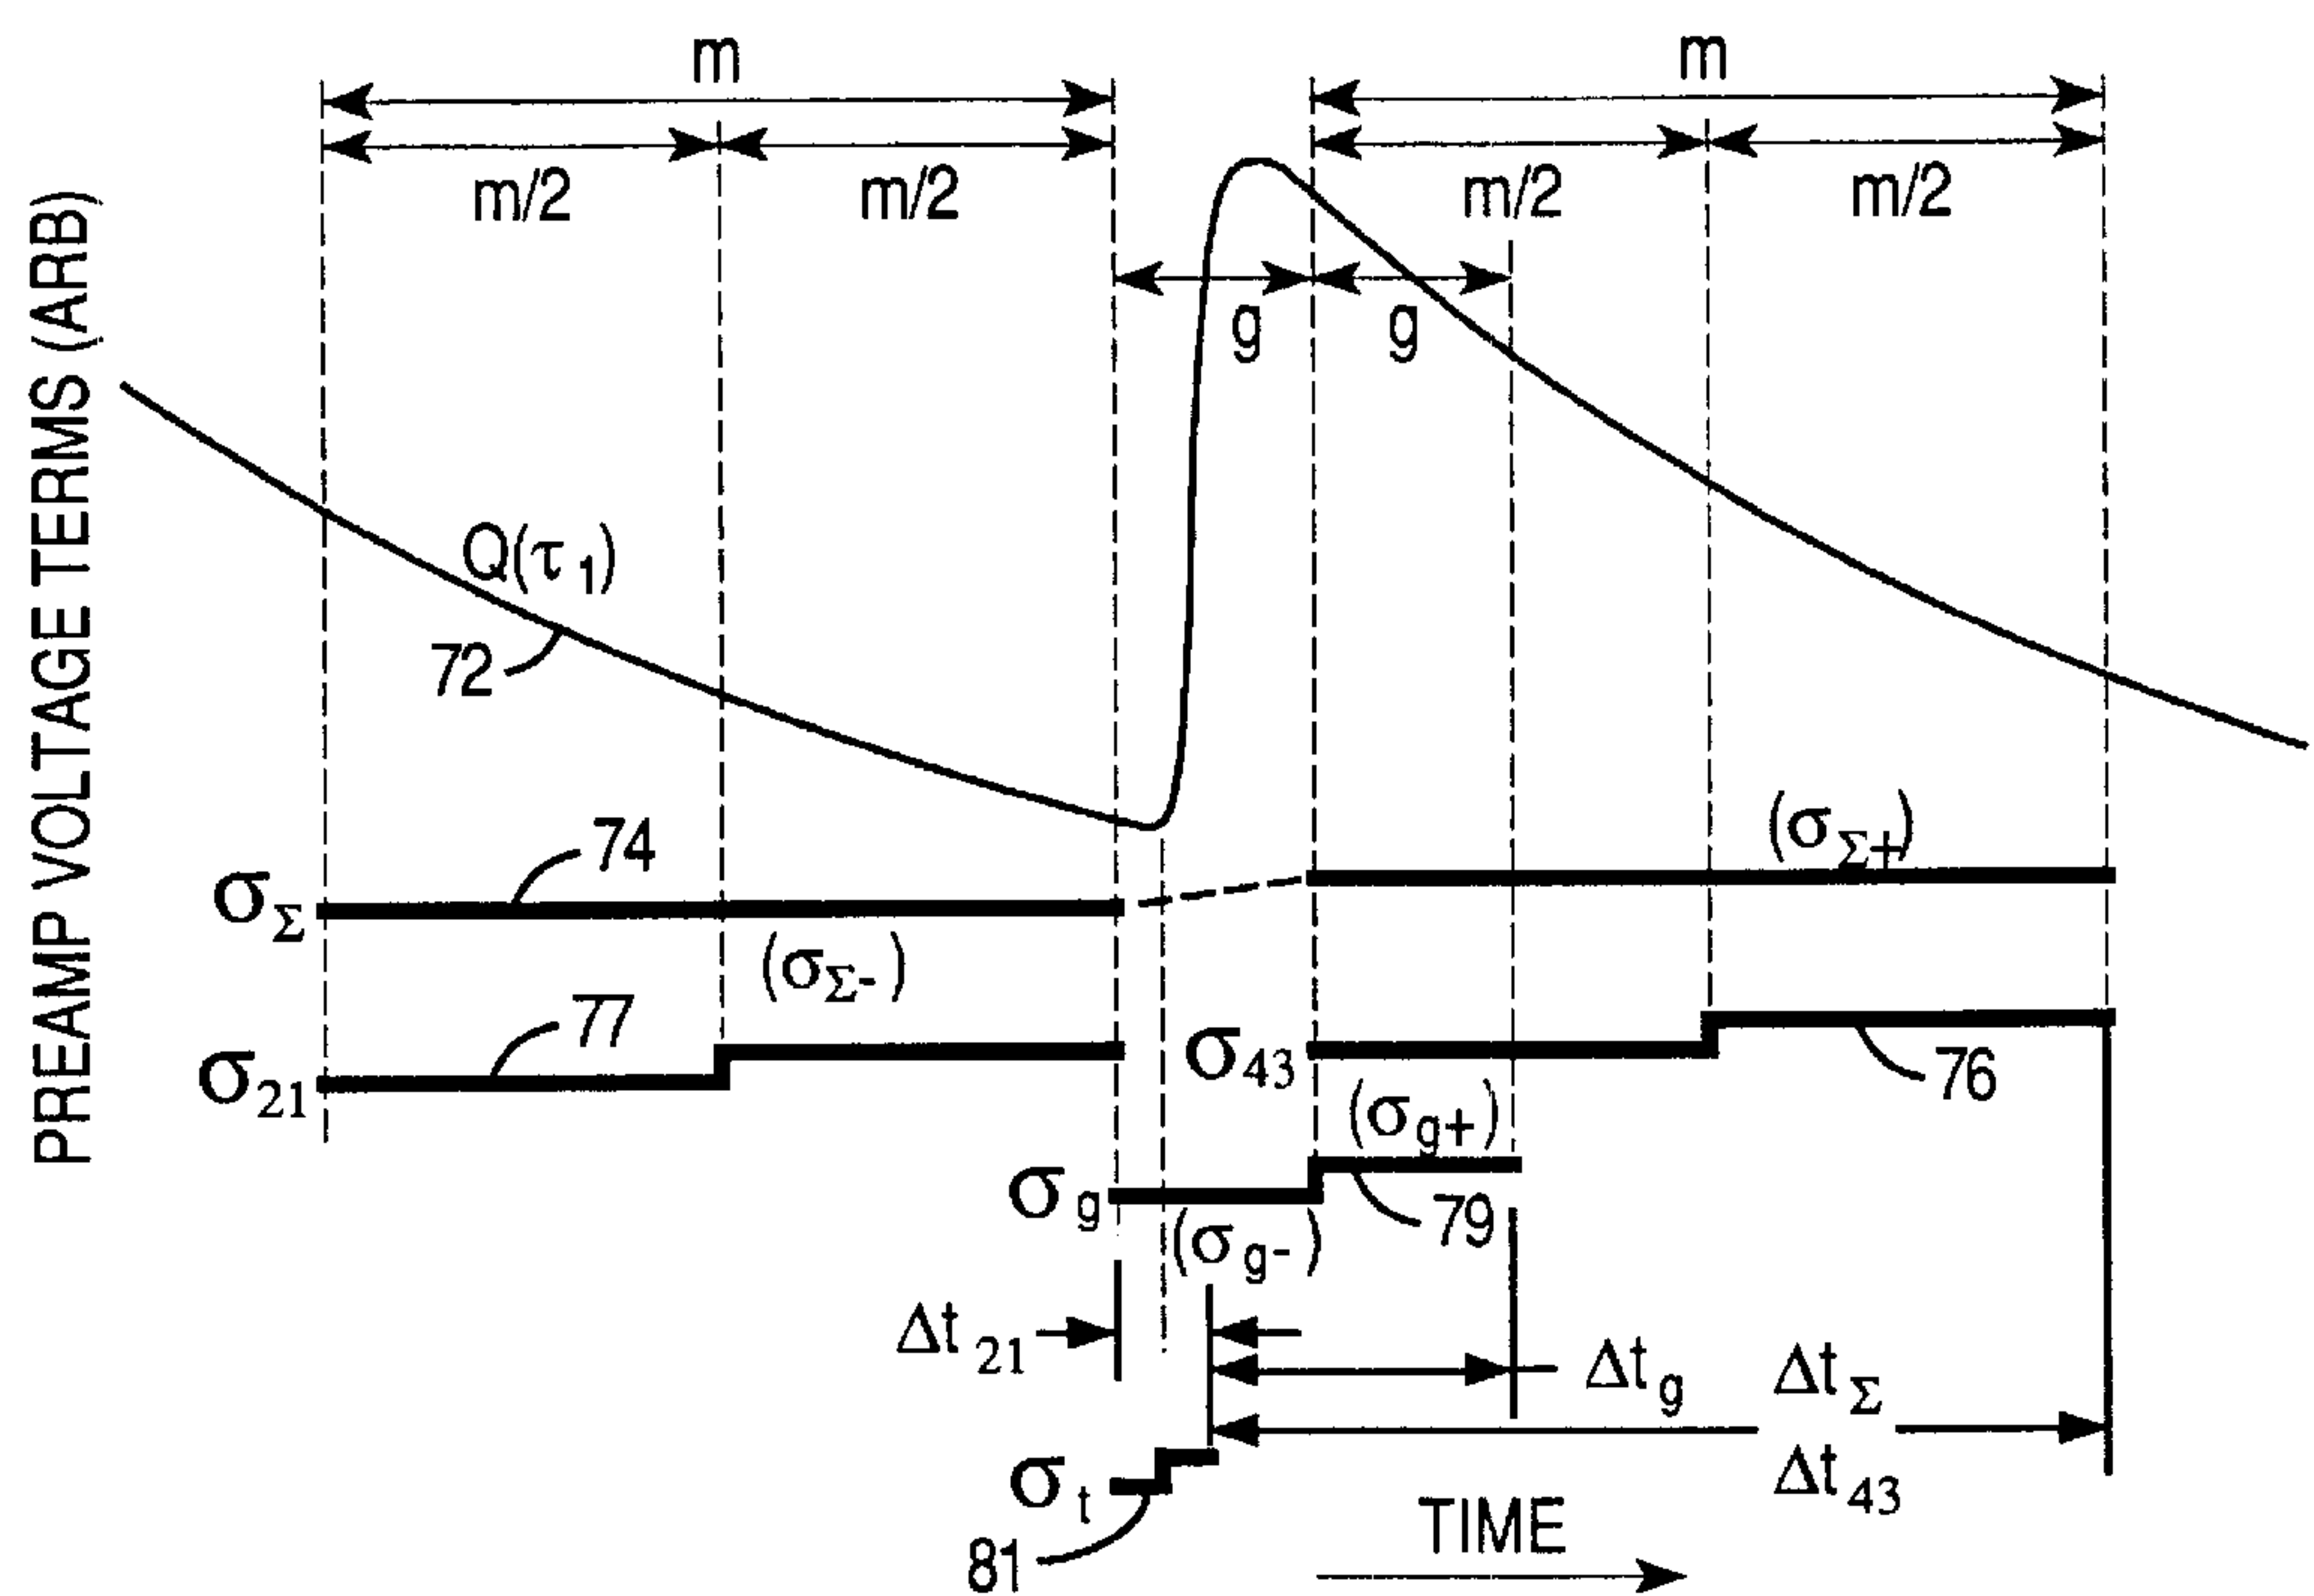 m
m
m/2
m/2
m/2
m/2
g
g
PREAMP VOLTAGE TERMS (ARB)
Q(τ1)
72
74
(σΣ+)
σΣ
(σΣ-)
77
σ21
σ43
76
(σg+)
σg
79
(σg-)
Δt21
Δtg
ΔtΣ
Δt43
σt
TIME
81